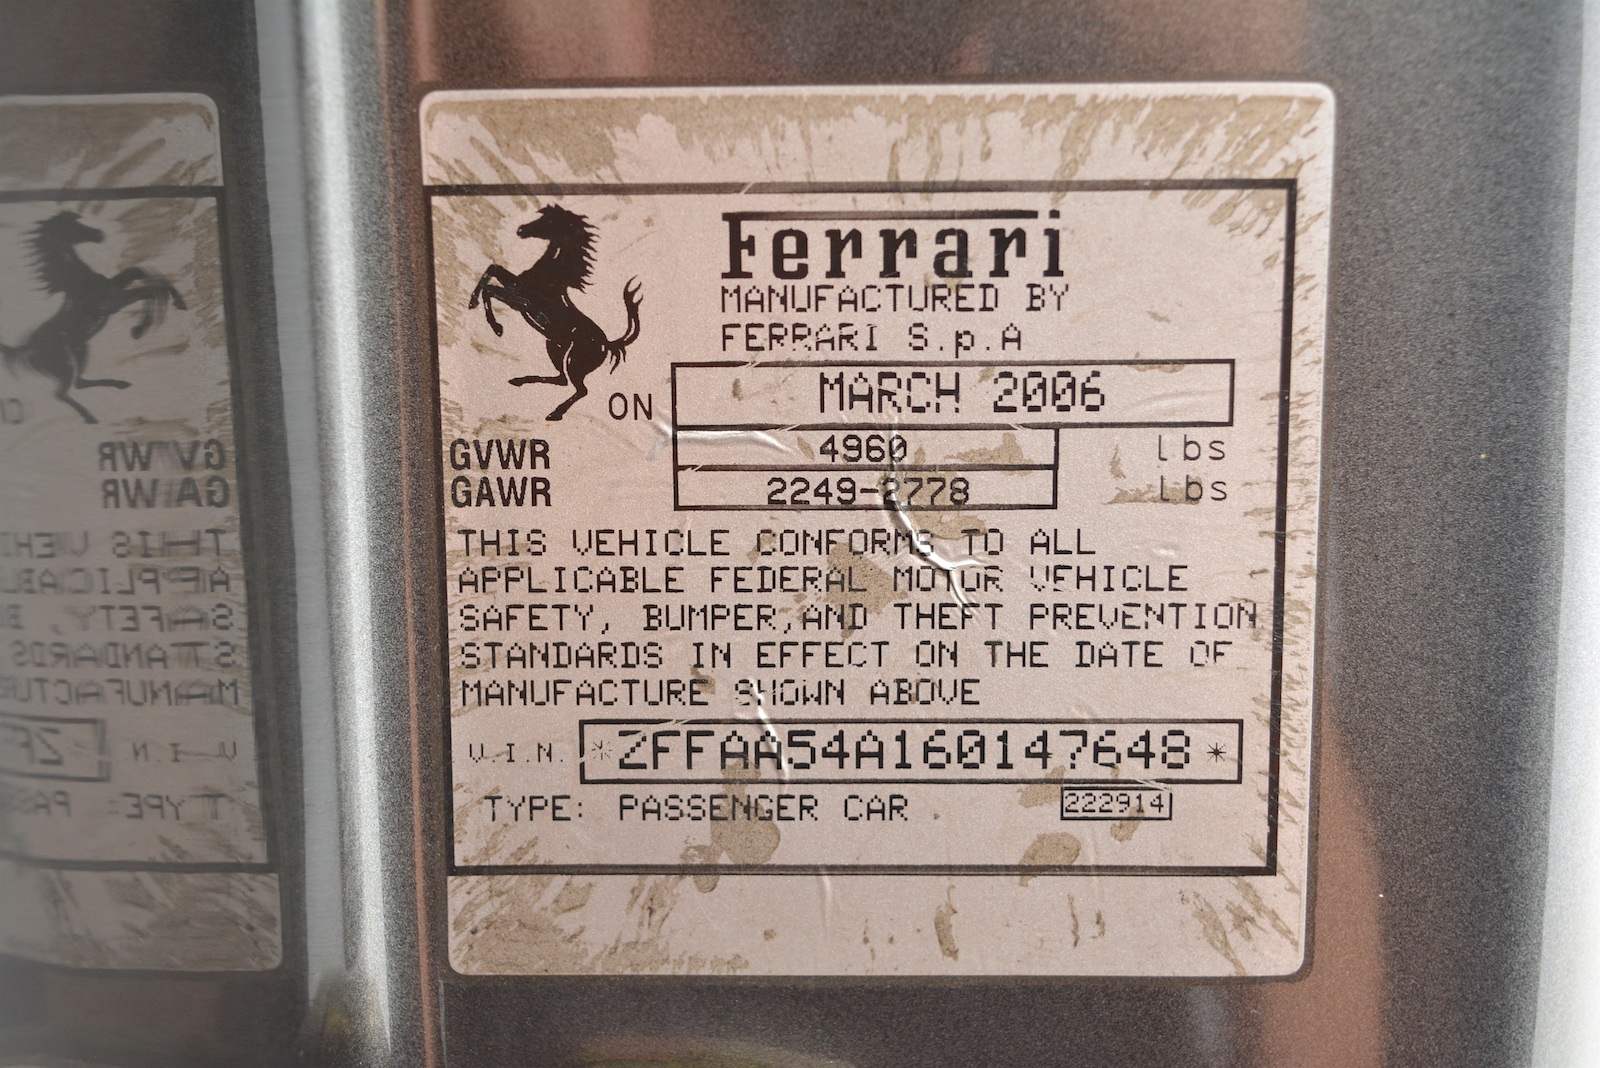 Ferrari
MANUFACTURED BY
FERRARI S.p.A
ON MARCH 2006
GVWR 4960 lbs
GAWR 2249-2778 lbs
THIS VEHICLE CONFORMS TO ALL
APPLICABLE FEDERAL MOTOR VEHICLE
SAFETY, BUMPER,AND THEFT PREVENTION
STANDARDS IN EFFECT ON THE DATE OF
MANUFACTURE SHOWN ABOVE
V.I.N. *ZFFAA54A160147648*
TYPE: PASSENGER CAR 222914